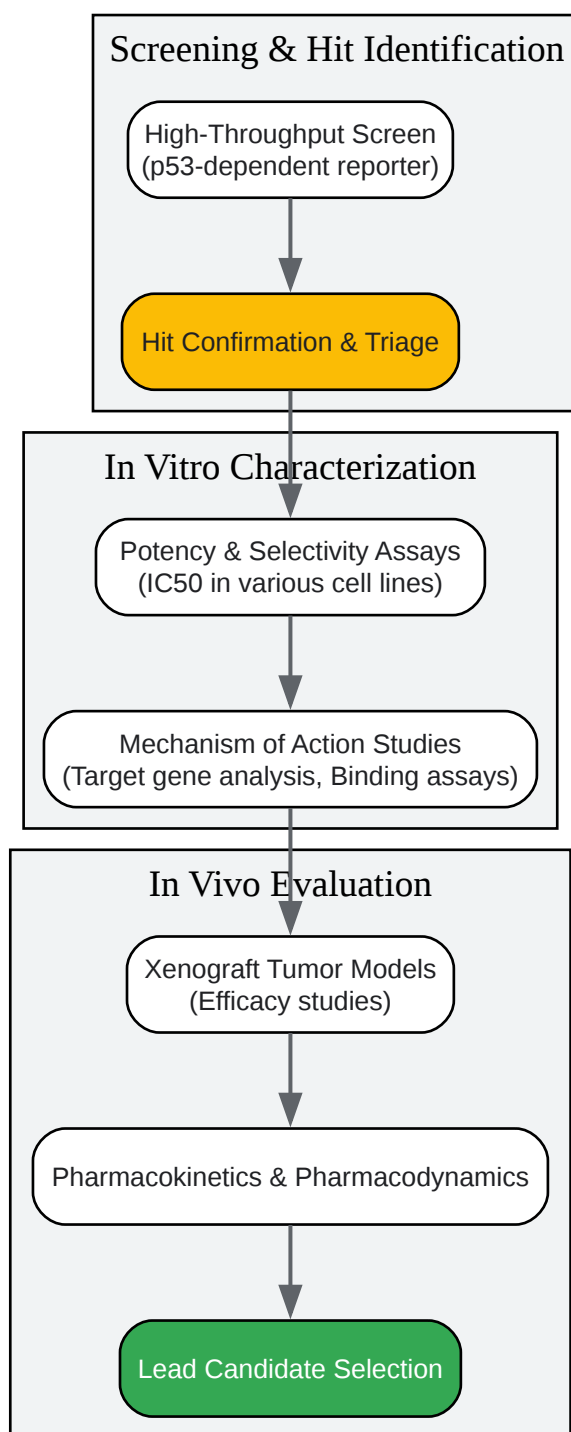 Screening & Hit Identification
High-Throughput Screen
(p53-dependent reporter)
Hit Confirmation & Triage
In Vitro Characterization
Potency & Selectivity Assays
(IC50 in various cell lines)
Mechanism of Action Studies
(Target gene analysis, Binding assays)
In Vivo Evaluation
Xenograft Tumor Models
(Efficacy studies)
Pharmacokinetics & Pharmacodynamics
Lead Candidate Selection